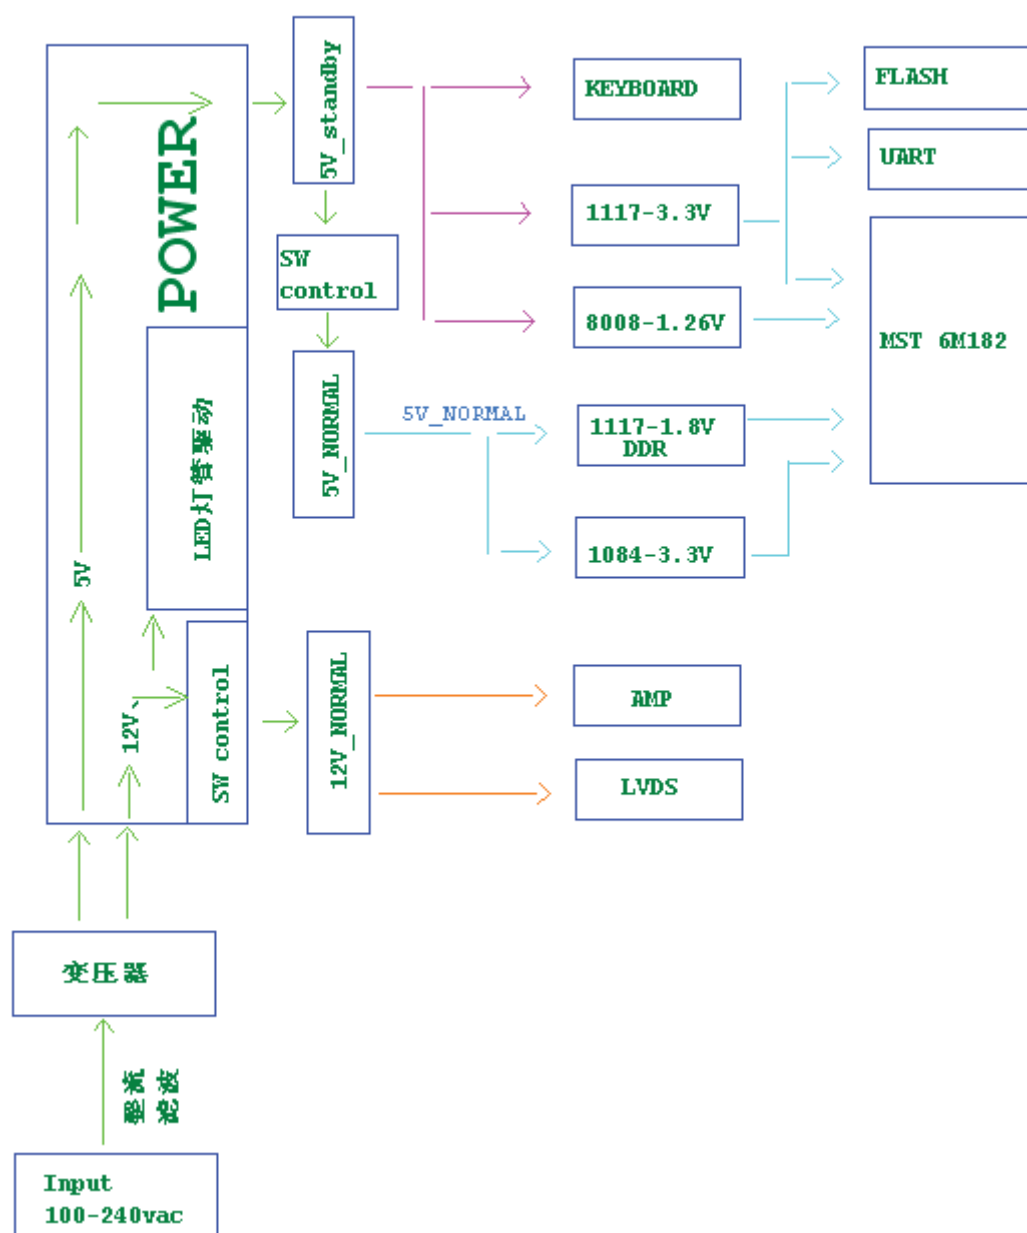 5V_standby
KEYBOARD
FLASH
UART
POWER
1117-3.3V
SW
control
8008-1.26V
MST 6M182
5V_NORMAL
5V_NORMAL
1117-1.8V
DDR
LED灯管驱动
1084-3.3V
5V
12V、
SW control
12V_NORMAL
AMP
LVDS
变压器
整流
滤波
Input
100-240vac